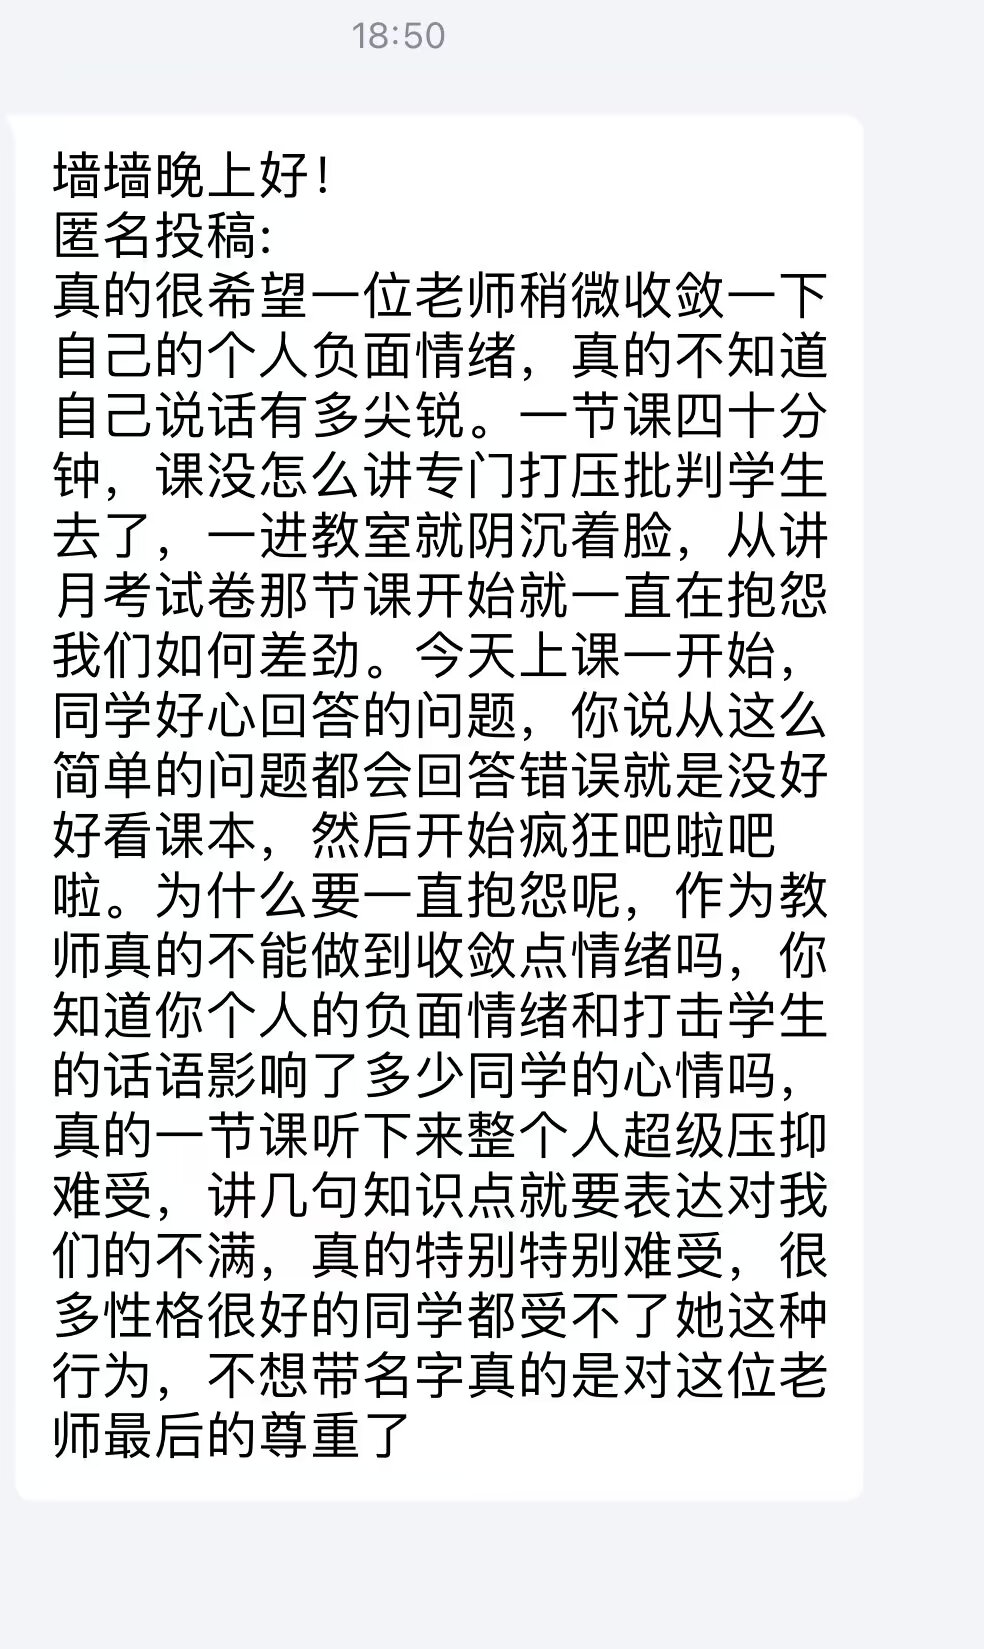 18:50
墙墙晚上好！
匿名投稿:
真的很希望一位老师稍微收敛一下
自己的个人负面情绪，真的不知道
自己说话有多尖锐。一节课四十分
钟，课没怎么讲专门打压批判学生
去了，一进教室就阴沉着脸，从讲
月考试卷那节课开始就一直在抱怨
我们如何差劲。今天上课一开始，
同学好心回答的问题，你说从这么
简单的问题都会回答错误就是没好
好看课本，然后开始疯狂吧啦吧
啦。为什么要一直抱怨呢，作为教
师真的不能做到收敛点情绪吗，你
知道你个人的负面情绪和打击学生
的话语影响了多少同学的心情吗，
真的一节课听下来整个人超级压抑
难受，讲几句知识点就要表达对我
们的不满，真的特别特别难受，很
多性格很好的同学都受不了她这种
行为，不想带名字真的是对这位老
师最后的尊重了